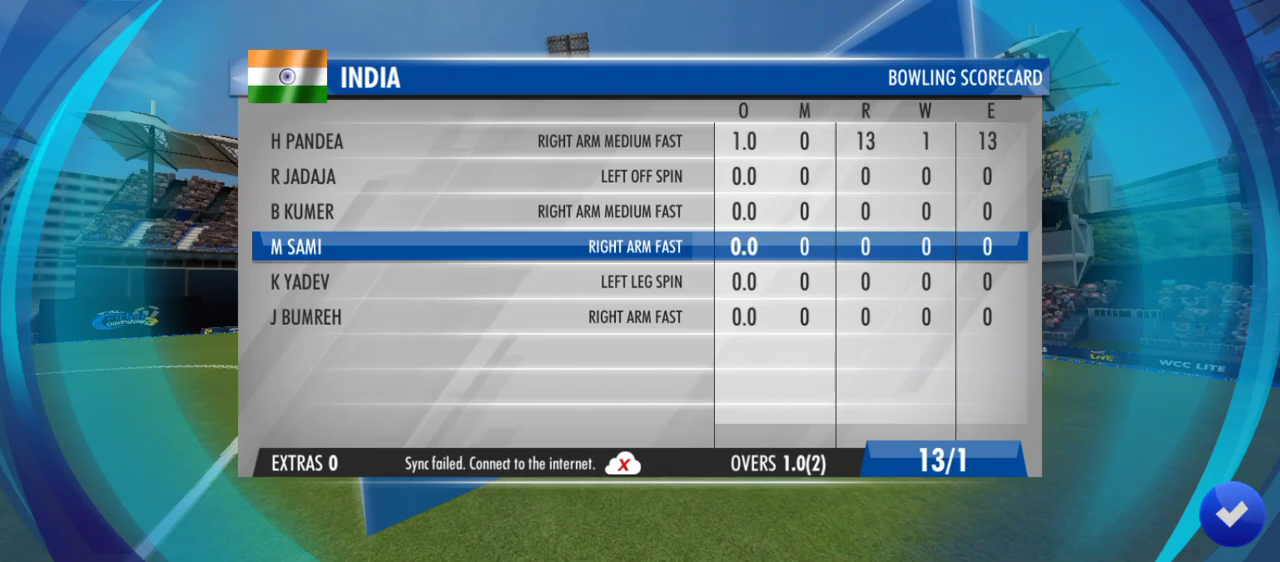 INDIA BOWLING SCORECARD
O M R W E
H PANDEA RIGHT ARM MEDIUM FAST 1.0 0 13 1 13
R JADAJA LEFT OFF SPIN 0.0 0 0 0 0
B KUMER RIGHT ARM MEDIUM FAST 0.0 0 0 0 0
M SAMI RIGHT ARM FAST 0.0 0 0 0 0
K YADEV LEFT LEG SPIN 0.0 0 0 0 0
J BUMREH RIGHT ARM FAST 0.0 0 0 0 0
WCC LITE
EXTRAS 0 Sync failed. Connect to the internet. X OVERS 1.0(2) 13/1